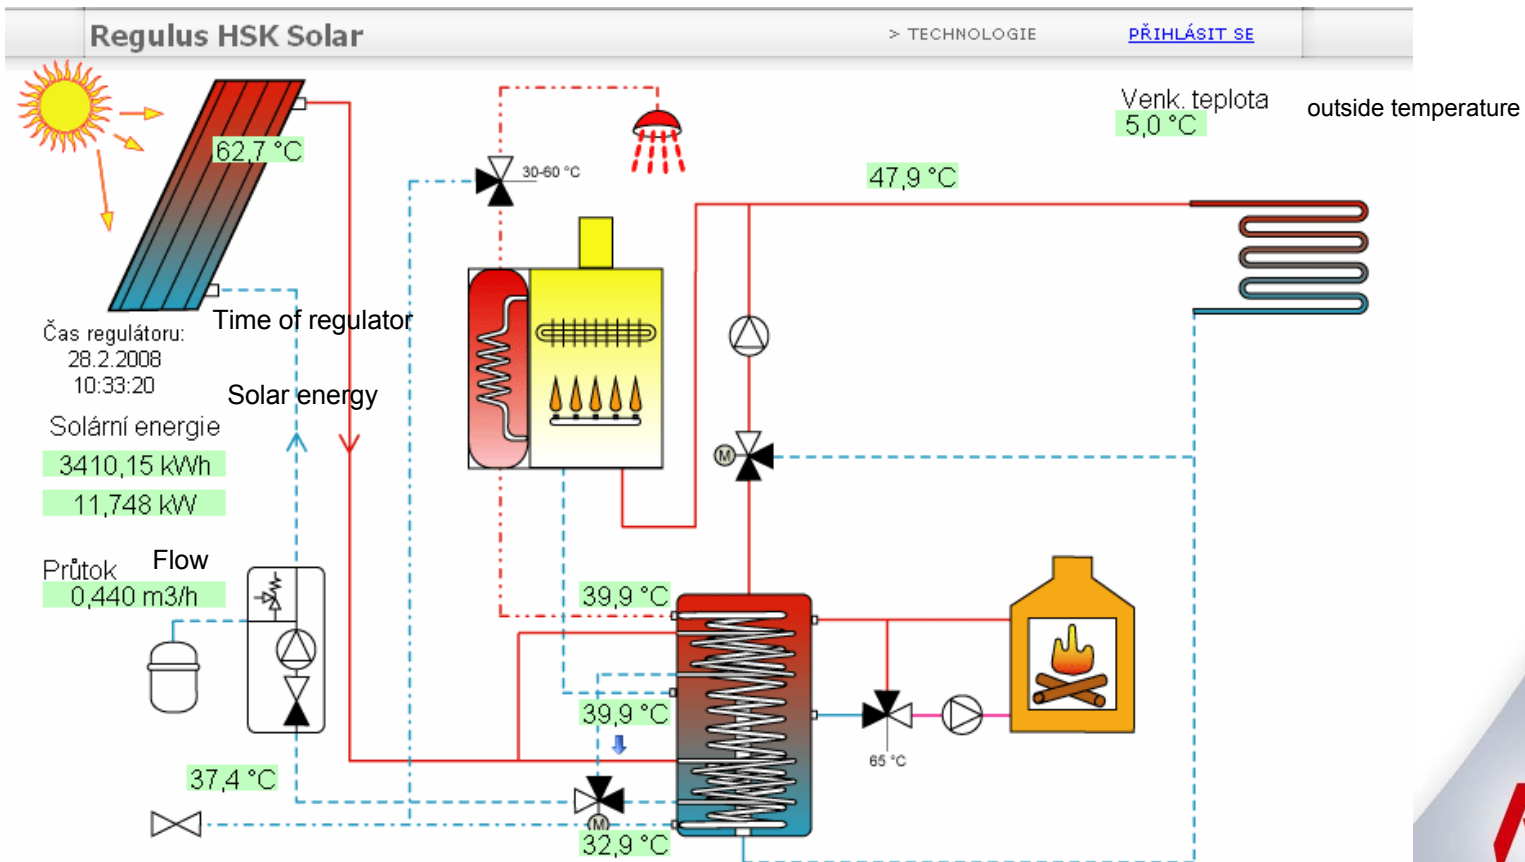 Regulus HSK Solar
> TECHNOLOGIE
PŘIHLÁSIT SE
Venk. teplota
outside temperature
5,0 °C
62,7 °C
30-60 °C
47,9 °C
Time of regulator
Čas regulátoru:
28.2.2008
10:33:20
Solar energy
Solární energie
3410,15 kWh
11,748 kW
M
Flow
Průtok
0,440 m3/h
39,9 °C
39,9 °C
65 °C
37,4 °C
M
32,9 °C